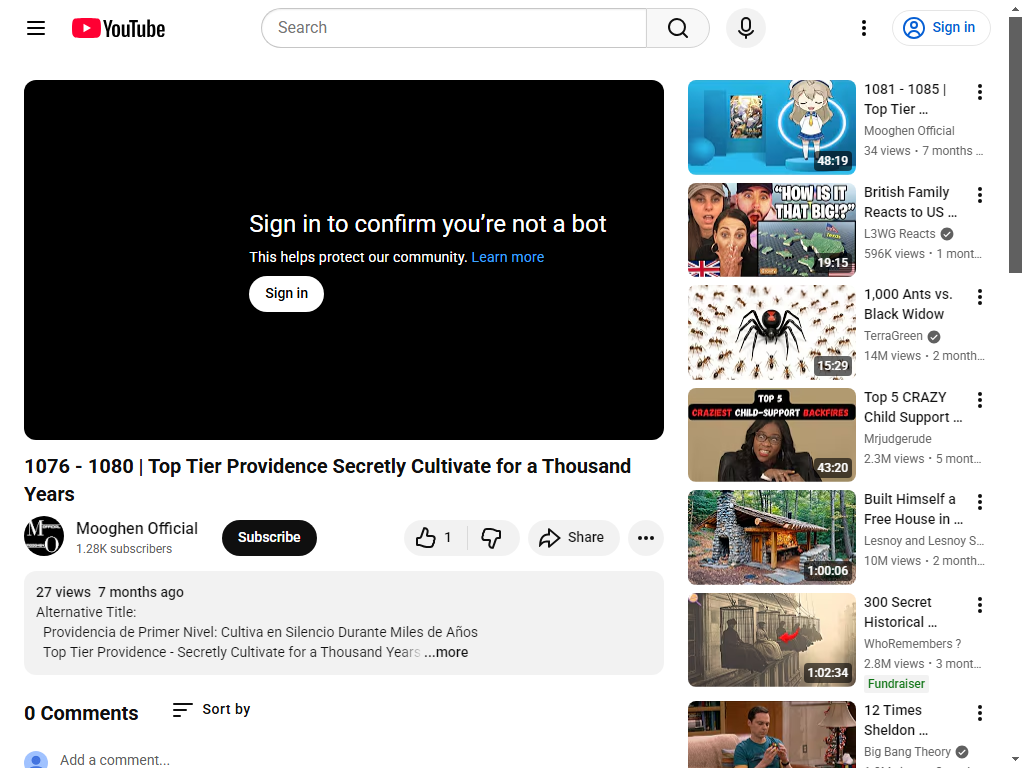 YouTube
Search
Sign in
Sign in to confirm you're not a bot
This helps protect our community. Learn more
Sign in
1076 - 1080 | Top Tier Providence Secretly Cultivate for a Thousand
Years
Mooghen Official
1.28K subscribers
Subscribe
1
Share
27 views 7 months ago
Alternative Title:
Providencia de Primer Nivel: Cultiva en Silencio Durante Miles de Años
Top Tier Providence - Secretly Cultivate for a Thousand Years ...more
0 Comments
Sort by
Add a comment...
48:19
1081 - 1085 |
Top Tier ...
Mooghen Official
34 views • 7 months ...
"HOW IS IT
THAT BIG!?"
19:15
British Family
Reacts to US ...
L3WG Reacts
596K views • 1 mont...
15:29
1,000 Ants vs.
Black Widow
TerraGreen
14M views • 2 month...
TOP 5
CRAZIEST CHILD-SUPPORT BACKFIRES
43:20
Top 5 CRAZY
Child Support ...
Mrjudgerude
2.3M views • 5 mont...
1:00:06
Built Himself a
Free House in ...
Lesnoy and Lesnoy S...
10M views • 2 month...
1:02:34
300 Secret
Historical ...
WhoRemembers ?
2.8M views • 3 mont...
Fundraiser
12 Times
Sheldon ...
Big Bang Theory